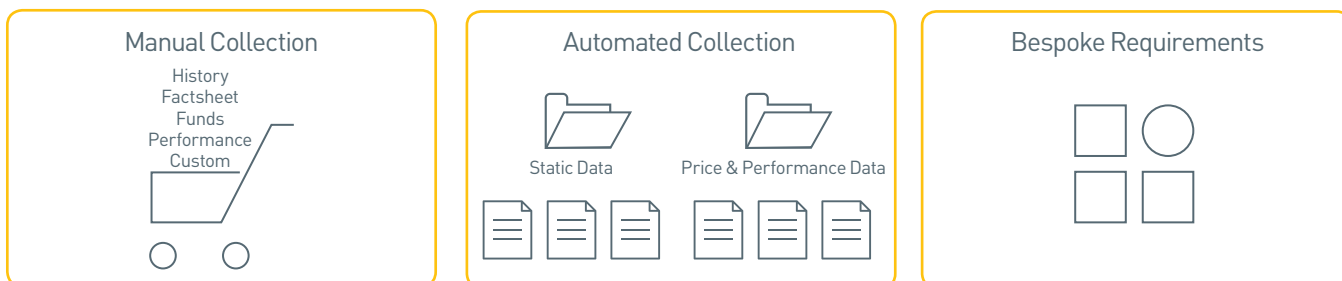 Manual Collection
History
Factsheet
Funds
Performance
Custom
Automated Collection
Static Data
Price & Performance Data
Bespoke Requirements